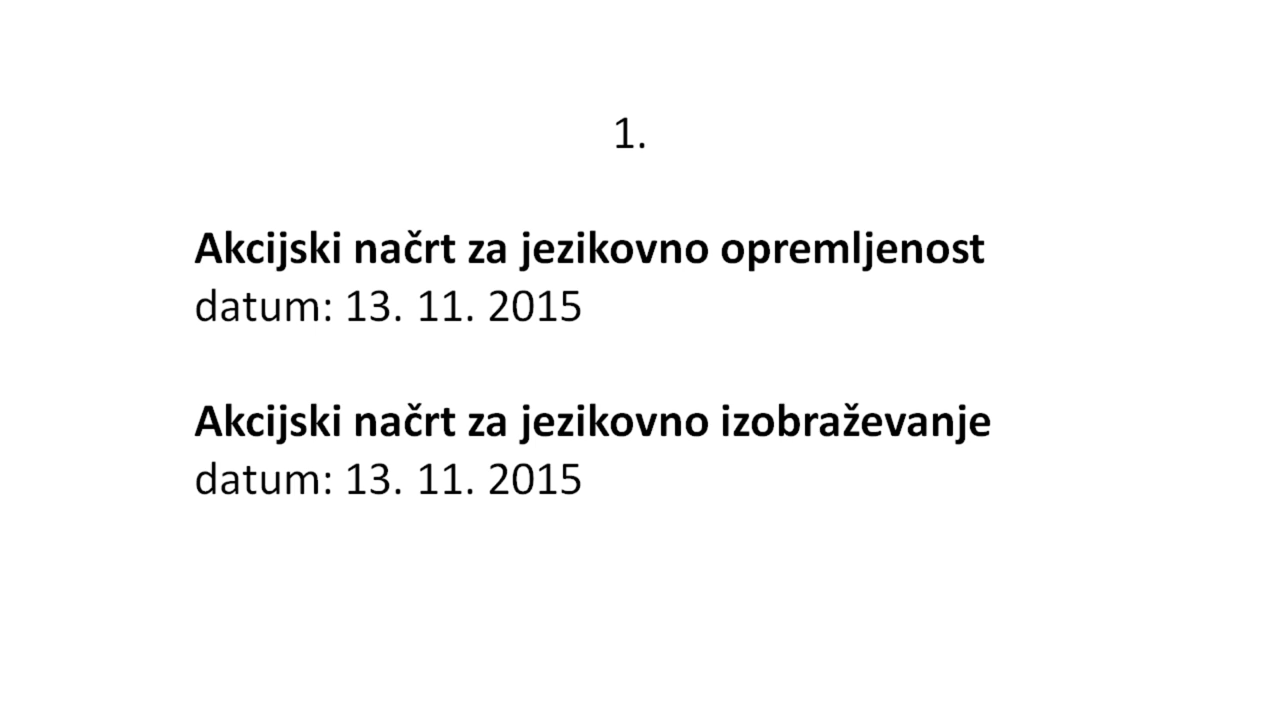 1.
Akcijski načrt za jezikovno opremljenost
datum: 13. 11. 2015
Akcijski načrt za jezikovno izobraževanje
datum: 13. 11. 2015